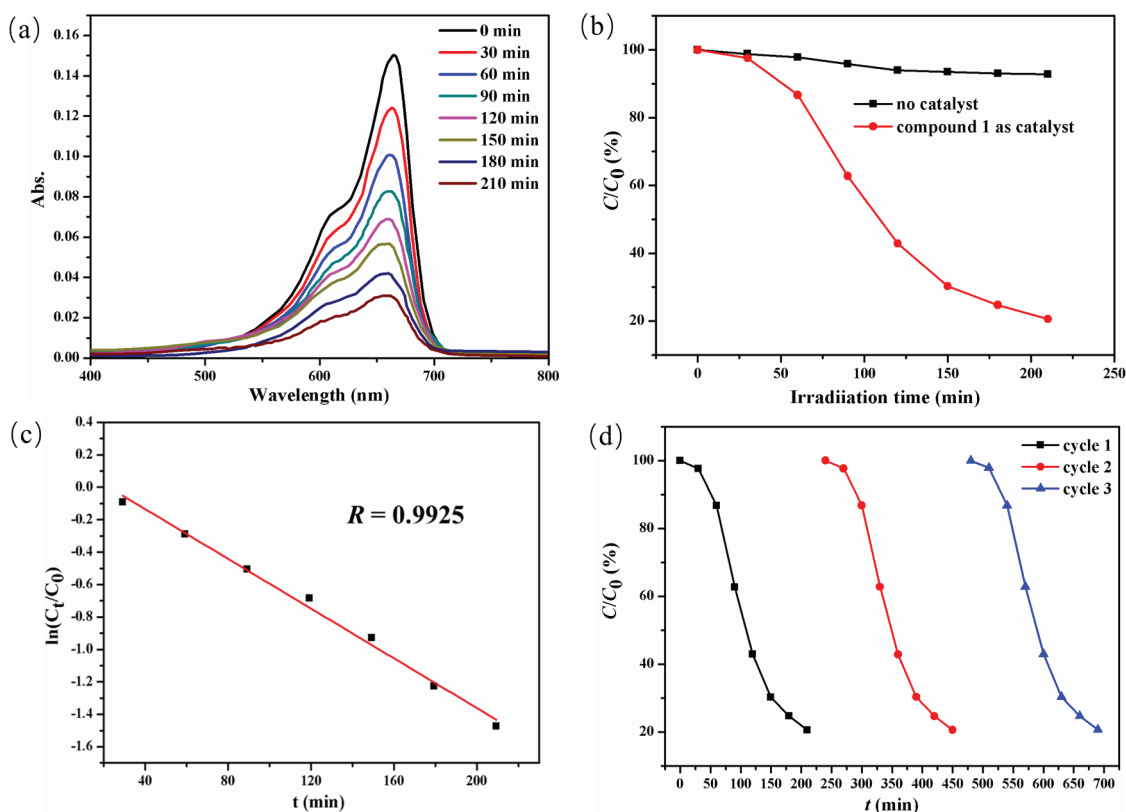 (a)
0 min
30 min
60 min
90 min
120 min
150 min
180 min
210 min
0.16
0.14
0.12
0.10
0.08
0.06
0.04
0.02
0.00
Abs.
400 500 600 700 800
Wavelength (nm)
(b)
no catalyst
compound 1 as catalyst
100
80
60
40
20
C/C0 (%)
0 50 100 150 200 250
Irradiiation time (min)
(c)
R = 0.9925
0.4
0.2
0.0
-0.2
-0.4
-0.6
-0.8
-1.0
-1.2
-1.4
-1.6
ln(Ct/C0)
40 80 120 160 200
t (min)
(d)
cycle 1
cycle 2
cycle 3
100
80
60
40
20
C/C0 (%)
0 50 100 150 200 250 300 350 400 450 500 550 600 650 700
t (min)